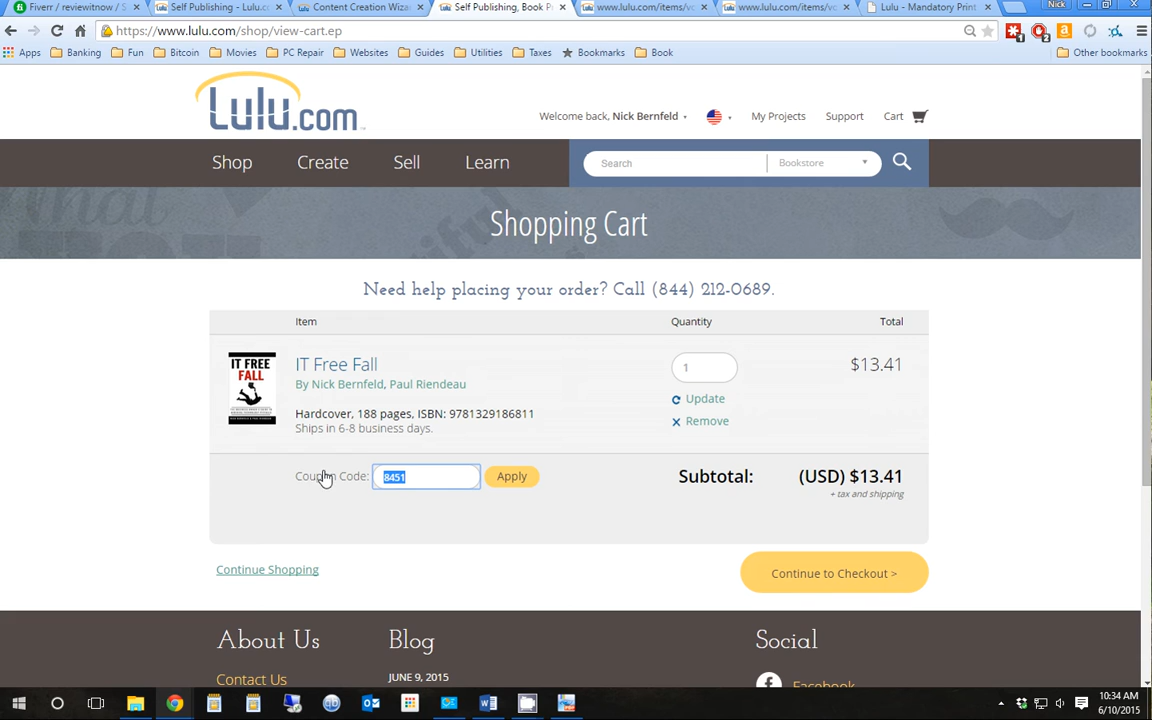 Fiverr / reviewitnow / S
Self Publishing - Lulu.c
Content Creation Wizar
Self Publishing, Book P
www.lulu.com/items/vo
www.lulu.com/items/vo
Lulu - Mandatory Print
Nick
https://www.lulu.com/shop/view-cart.ep
Apps Banking Fun Bitcoin Movies PC Repair Websites Guides Utilities Taxes Bookmarks Book Other bookmarks
Lulu.com
Welcome back, Nick Bernfeld My Projects Support Cart
Shop Create Sell Learn Search Bookstore
Shopping Cart
Need help placing your order? Call (844) 212-0689.
Item Quantity Total
IT Free Fall 1 $13.41
By Nick Bernfeld, Paul Riendeau
IT FREE
FALL
Update
Hardcover, 188 pages, ISBN: 9781329186811
Remove
Ships in 6-8 business days.
Coupon Code: 8451 Apply Subtotal: (USD) $13.41
+ tax and shipping
Continue Shopping Continue to Checkout >
About Us Blog Social
Contact Us JUNE 9, 2015 Facebook
10:34 AM
6/10/2015